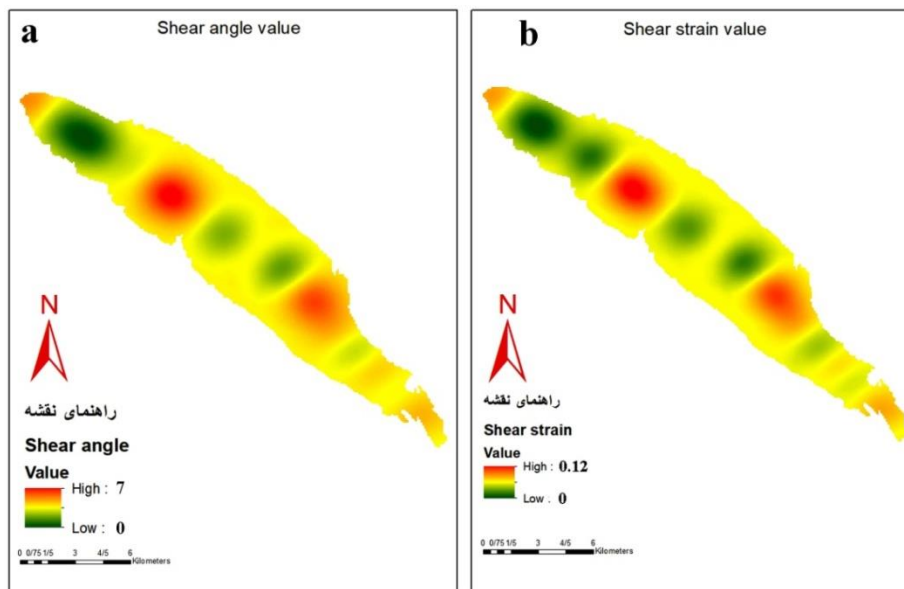 a
Shear angle value
N
راهنمای نقشه
Shear angle
Value
High : 7
Low : 0
0 0/75 1/5 3 4/5 6
Kilometers
b
Shear strain value
N
راهنمای نقشه
Shear strain
Value
High : 0.12
Low : 0
0 0/75 1/5 3 4/5 6
Kilometers